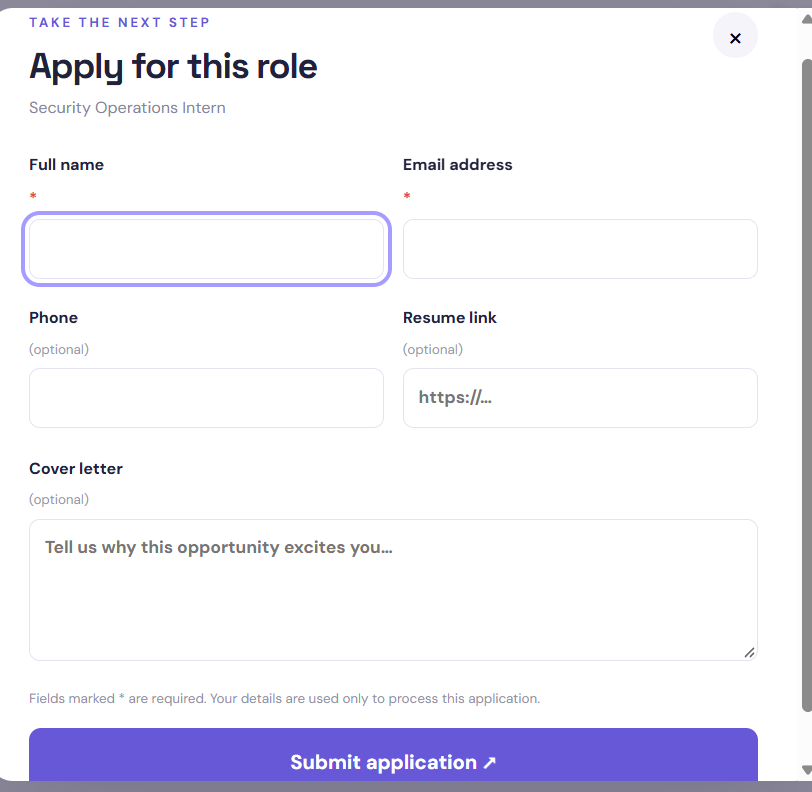 TAKE THE NEXT STEP
Apply for this role
Security Operations Intern
Full name
*
Email address
*
Phone
(optional)
Resume link
(optional)
https://...
Cover letter
(optional)
Tell us why this opportunity excites you...
Fields marked * are required. Your details are used only to process this application.
Submit application ↗